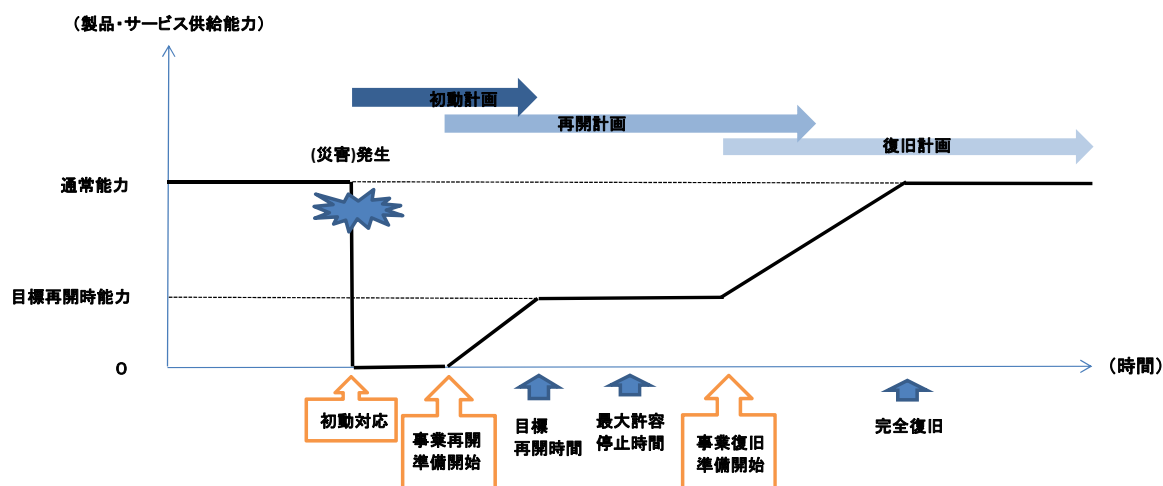 （製品・サービス供給能力）
初動計画
再開計画
(災害)発生
復旧計画
通常能力
目標再開時能力
0
（時間）
初動対応
事業再開
準備開始
目標
再開時間
最大許容
停止時間
事業復旧
準備開始
完全復旧